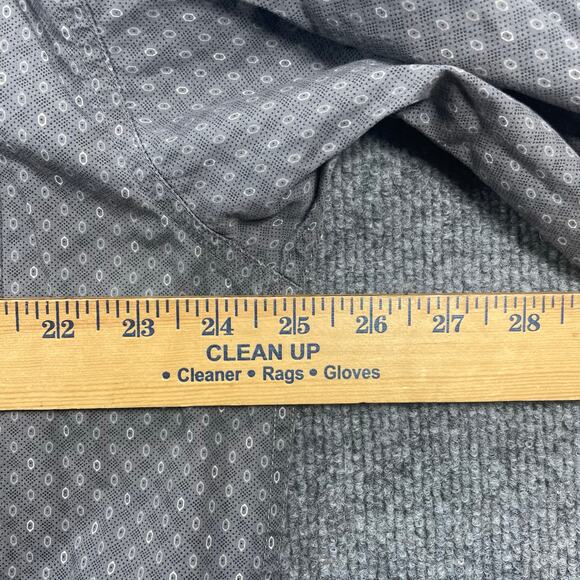 22 23 24 25 26 27 28
CLEAN UP
• Cleaner • Rags • Gloves